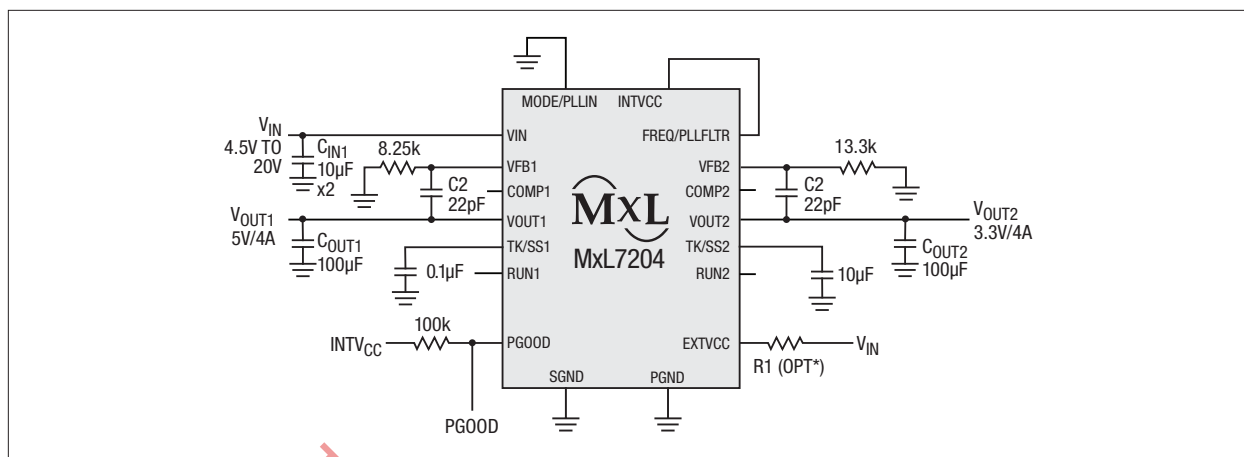 MODE/PLLIN INTVCC
VIN
4.5V TO
20V
CIN1
10µF
x2
VIN
FREQ/PLLFLTR
8.25k
VFB1
VFB2
13.3k
C2
22pF
COMP1
COMP2
C2
22pF
VOUT1
5V/4A
VOUT1
VOUT2
VOUT2
3.3V/4A
COUT1
100µF
MXL
MxL7204
COUT2
100µF
TK/SS1
TK/SS2
0.1µF
RUN1
RUN2
10µF
INTVCC
100k
PGOOD
EXTVCC
VIN
R1 (OPT*)
SGND
PGND
PGOOD